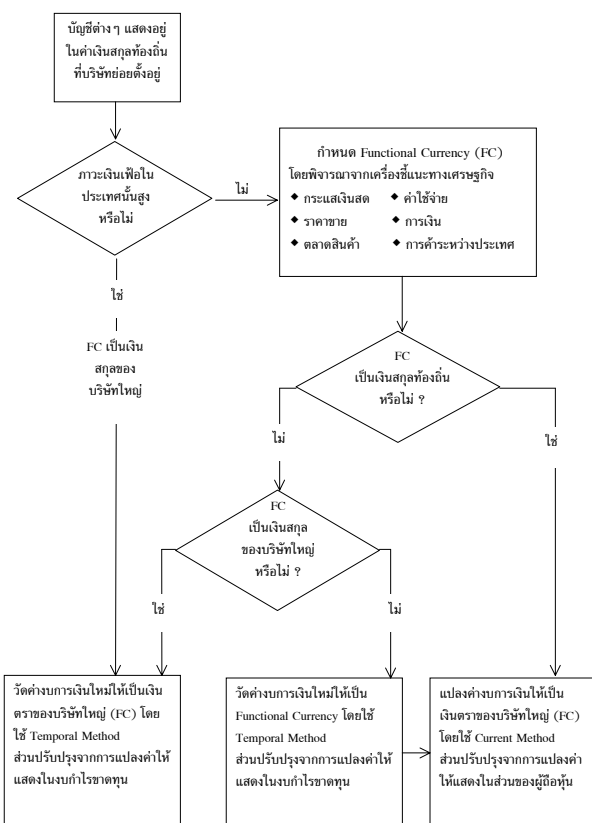 บัญชีต่าง ๆ แสดงอยู่
ในค่าเงินสกุลท้องถิ่น
ที่บริษัทย่อยตั้งอยู่
ภาวะเงินเฟ้อใน
ประเทศนั้นสูง
หรือไม่
ไม่
กำหนด Functional Currency (FC)
โดยพิจารณาจากเครื่องชี้แนะทางเศรษฐกิจ
◆ กระแสเงินสด ◆ ค่าใช้จ่าย
◆ ราคาขาย ◆ การเงิน
◆ ตลาดสินค้า ◆ การค้าระหว่างประเทศ
ใช่
FC เป็นเงิน
สกุลของ
บริษัทใหญ่
FC
เป็นเงินสกุลท้องถิ่น
หรือไม่ ?
ไม่
ใช่
FC
เป็นเงินสกุล
ของบริษัทใหญ่
หรือไม่ ?
ใช่
ไม่
วัดค่างบการเงินใหม่ให้เป็นเงิน
ตราของบริษัทใหญ่ (FC) โดย
ใช้ Temporal Method
ส่วนปรับปรุงจากการแปลงค่าให้
แสดงในงบกำไรขาดทุน
วัดค่างบการเงินใหม่ให้เป็น
Functional Currency โดยใช้
Temporal Method
ส่วนปรับปรุงจากการแปลงค่าให้
แสดงในงบกำไรขาดทุน
แปลงค่างบการเงินให้เป็น
เงินตราของบริษัทใหญ่ (FC)
โดยใช้ Current Method
ส่วนปรับปรุงจากการแปลงค่า
ให้แสดงในส่วนของผู้ถือหุ้น